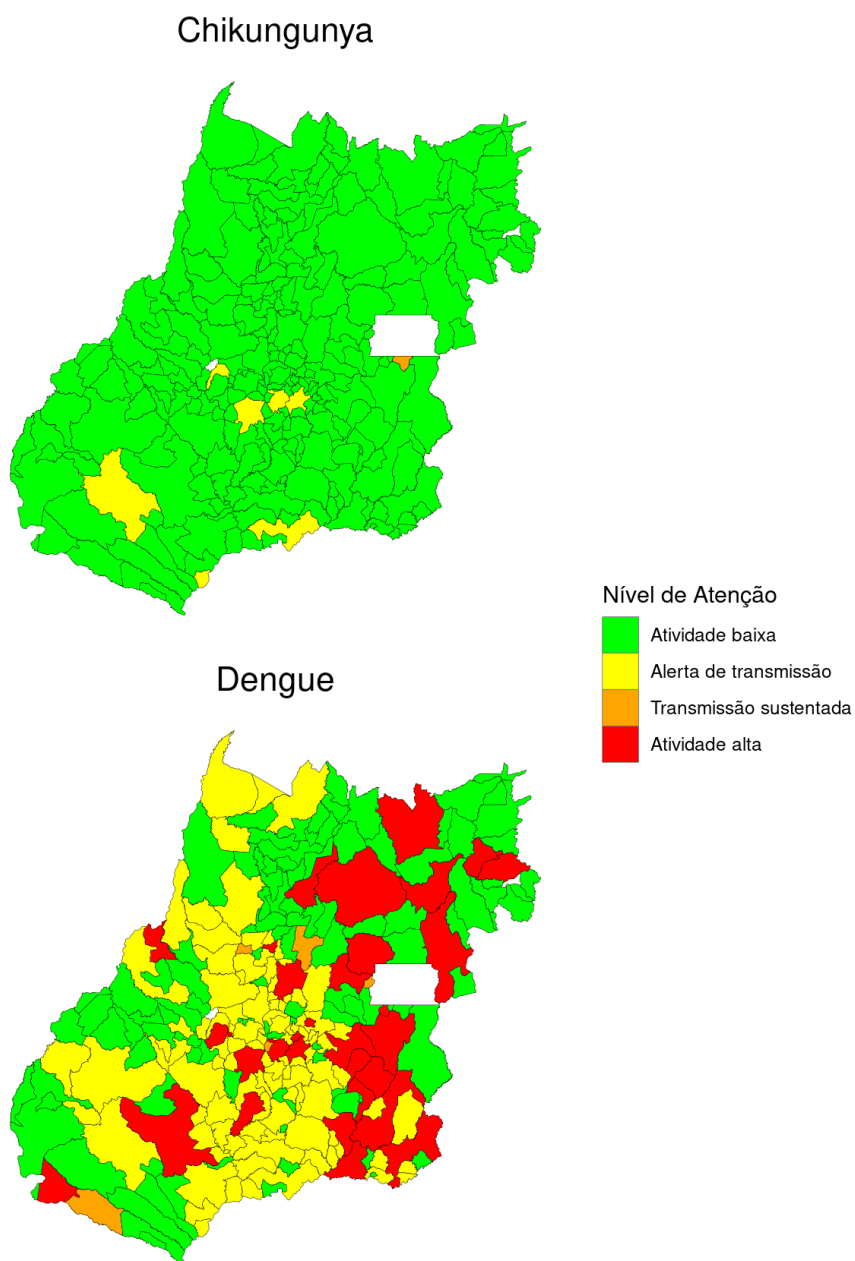 Chikungunya
Nível de Atenção
Atividade baixa
Alerta de transmissão
Transmissão sustentada
Atividade alta
Dengue